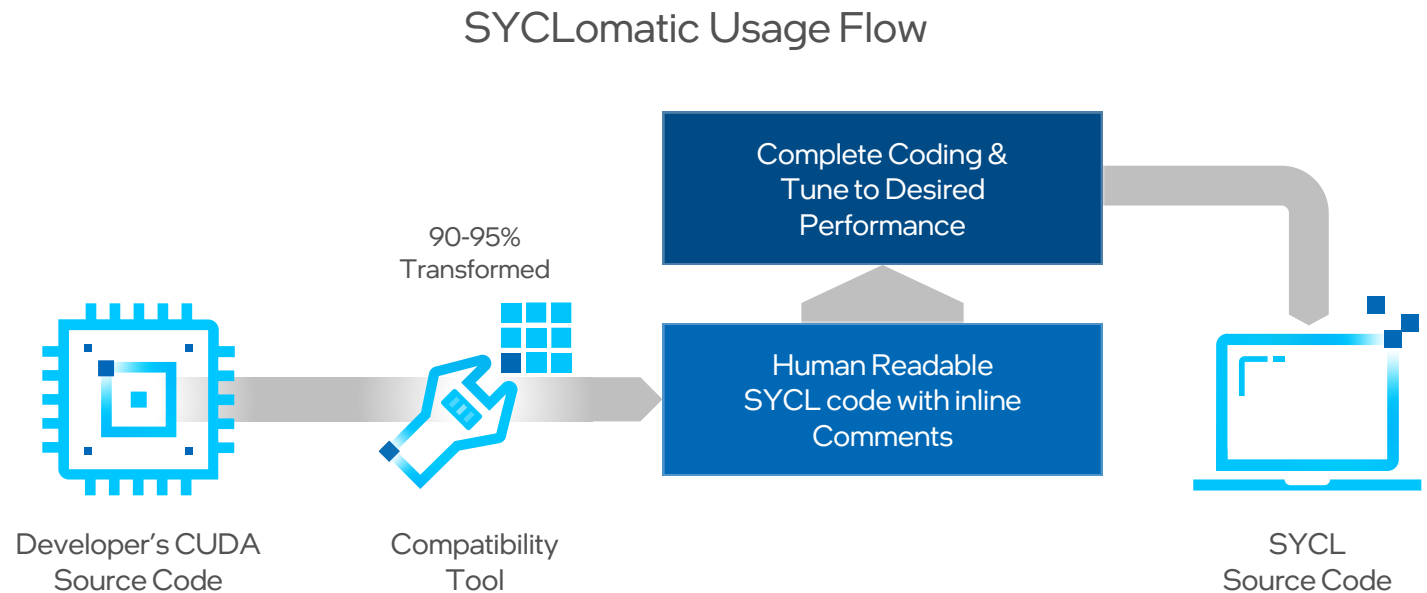 SYCLomatic Usage Flow
Complete Coding &
Tune to Desired
Performance
90-95%
Transformed
Human Readable
SYCL code with inline
Comments
Developer's CUDA
Source Code
Compatibility
Tool
SYCL
Source Code